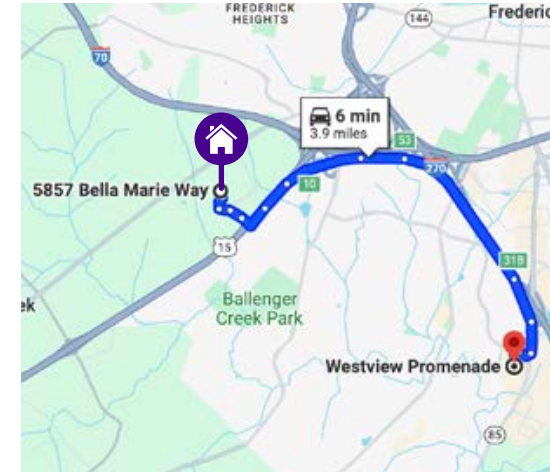 FREDERICK
HEIGHTS
144
Frederic
70
6 min
3.9 miles
53
270
5857 Bella Marie Way
10
15
31B
Ballenger
Creek Park
ek
Westview Promenade
85